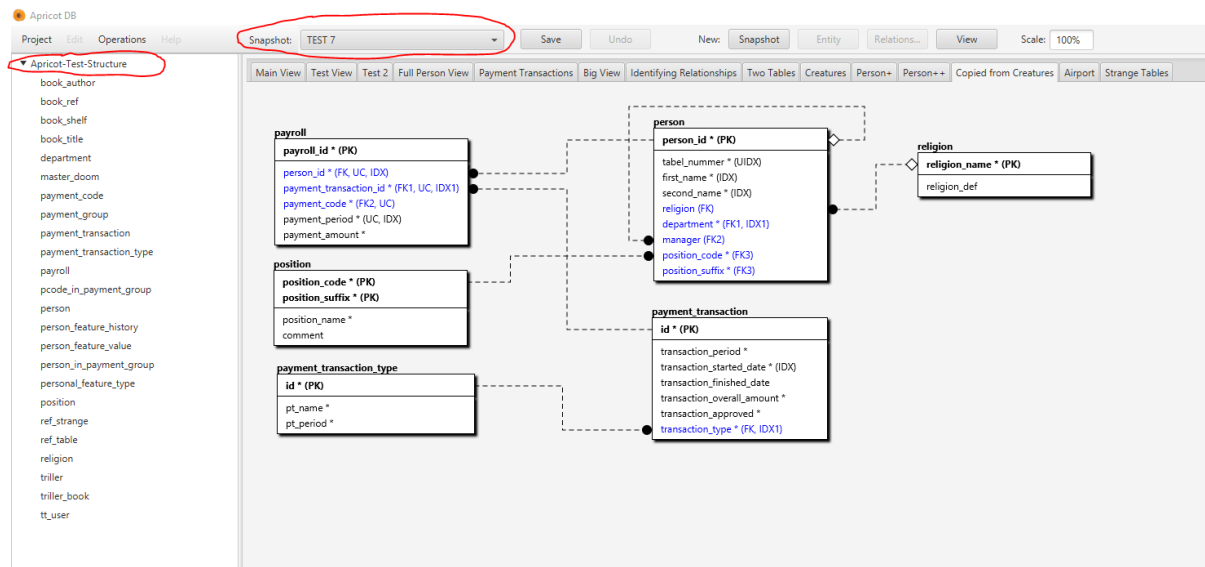 Apricot DB
Project Edit Operations Help
Snapshot: TEST 7 Save Undo New: Snapshot Entity Relations... View Scale: 100%
Apricot-Test-Structure
book_author
book_ref
book_shelf
book_title
department
master_doom
payment_code
payment_group
payment_transaction
payment_transaction_type
payroll
pcode_in_payment_group
person
person_feature_history
person_feature_value
person_in_payment_group
personal_feature_type
position
ref_strange
ref_table
religion
triller
triller_book
tt_user
Main View Test View Test 2 Full Person View Payment Transactions Big View Identifying Relationships Two Tables Creatures Person+ Person++ Copied from Creatures Airport Strange Tables
payroll
payroll_id * (PK)
person_id * (FK, UC, IDX)
payment_transaction_id * (FK1, UC, IDX1)
payment_code * (FK2, UC)
payment_period * (UC, IDX)
payment_amount *
person
person_id * (PK)
tabel_nummer * (UIDX)
first_name * (IDX)
second_name * (IDX)
religion (FK)
department * (FK1, IDX1)
manager (FK2)
position_code * (FK3)
position_suffix * (FK3)
religion
religion_name * (PK)
religion_def
position
position_code * (PK)
position_suffix * (PK)
position_name *
comment
payment_transaction
id * (PK)
transaction_period *
transaction_started_date * (IDX)
transaction_finished_date
transaction_overall_amount *
transaction_approved *
transaction_type * (FK, IDX1)
payment_transaction_type
id * (PK)
pt_name *
pt_period *